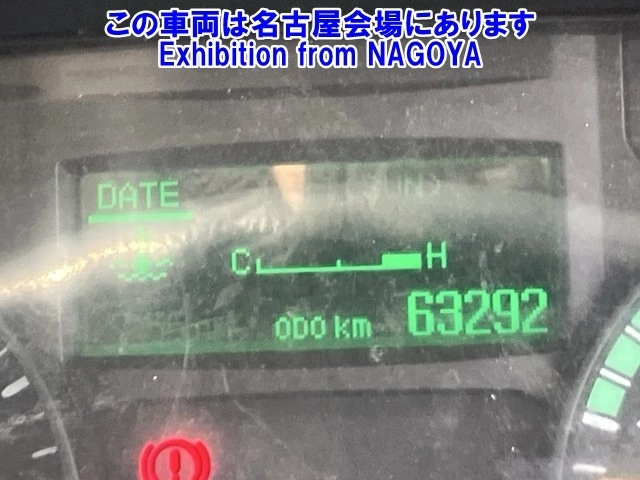 この車両は名古屋会場にあります
Exhibition from NAGOYA
DATE
C H
ODO km 63292